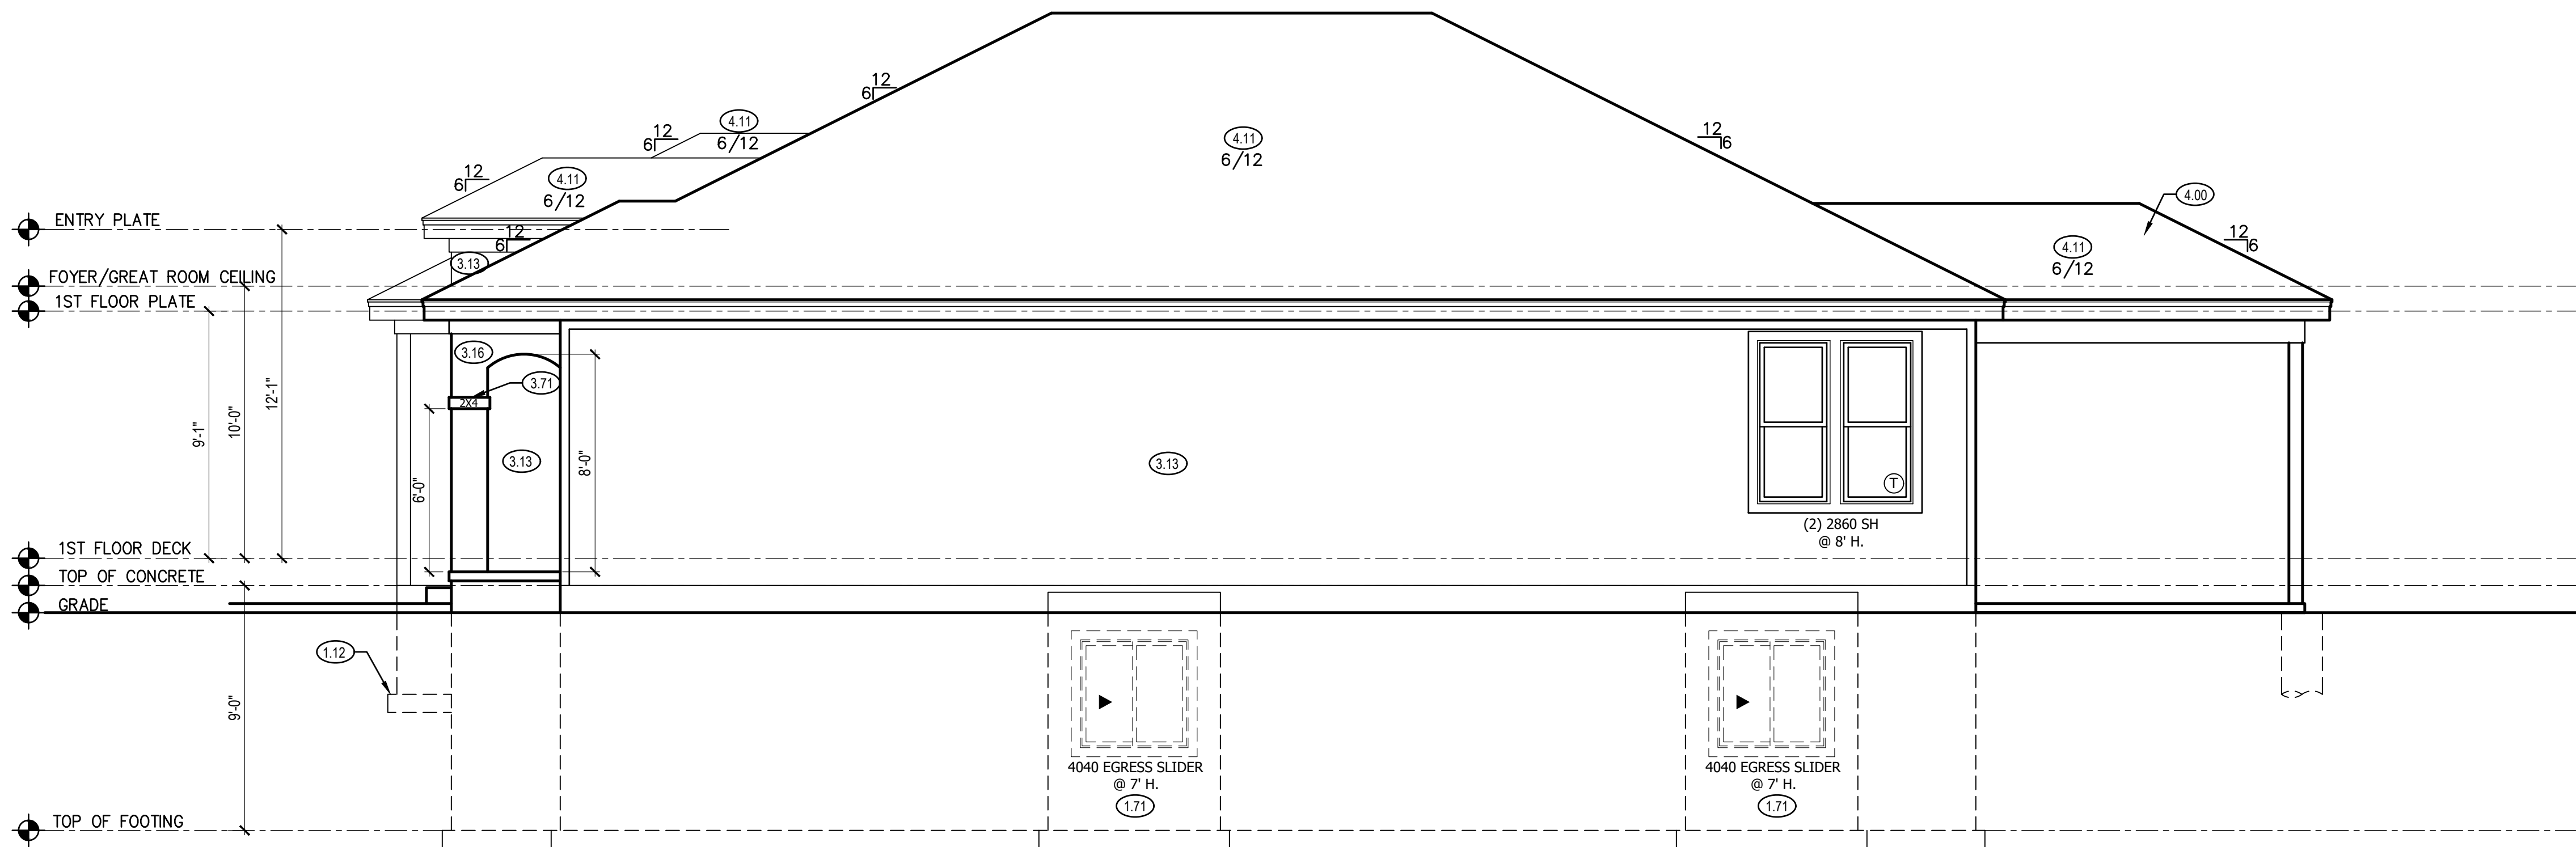 12
6
12
6
4.11
6/12
12
6
4.11
6/12
12
6
4.11
6/12
12
6
4.00
12
6
4.11
6/12
12
6
3.13
ENTRY PLATE
FOYER/GREAT ROOM CEILING
1ST FLOOR PLATE
3.16
3.71
2X4
9'-1"
10'-0"
12'-1"
6'-0"
8'-0"
3.13
3.13
T
(2) 2860 SH
@ 8' H.
1ST FLOOR DECK
TOP OF CONCRETE
GRADE
1.12
9'-0"
4040 EGRESS SLIDER
@ 7' H.
1.71
4040 EGRESS SLIDER
@ 7' H.
1.71
TOP OF FOOTING